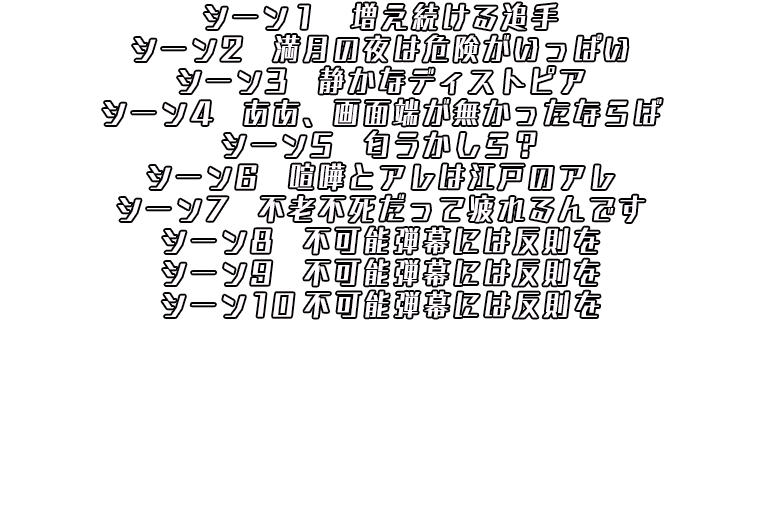 シーン1　増え続ける追手
シーン2　満月の夜は危険がいっぱい
シーン3　静かなディストピア
シーン4　ああ、画面端が無かったならば
シーン5　匂うかしら？
シーン6　喧嘩とアレは江戸のアレ
シーン7　不老不死だって疲れるんです
シーン8　不可能弾幕には反則を
シーン9　不可能弾幕には反則を
シーン10 不可能弾幕には反則を